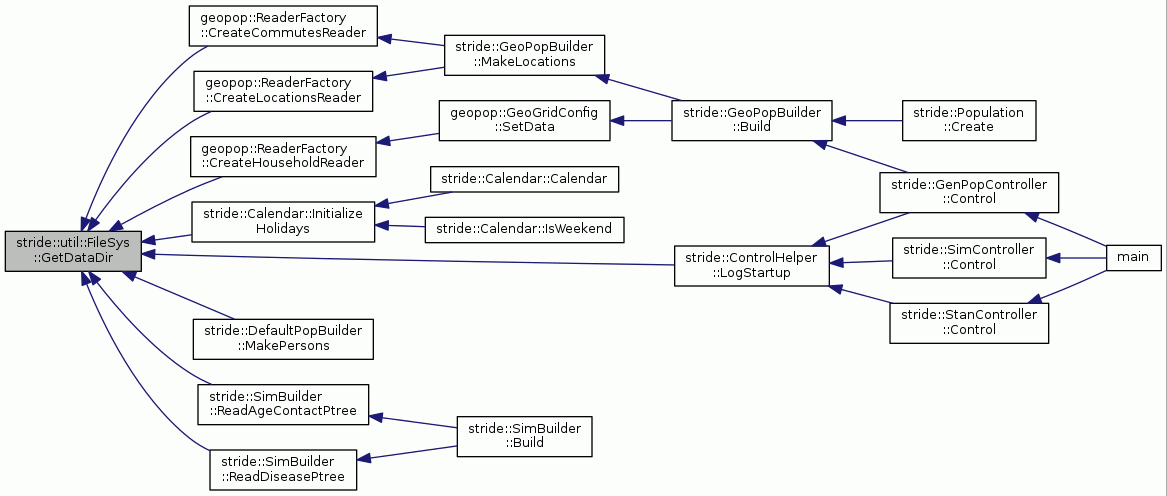 geopop::ReaderFactory
::CreateCommutesReader
geopop::ReaderFactory
::CreateLocationsReader
geopop::ReaderFactory
::CreateHouseholdReader
stride::Calendar::Initialize
Holidays
stride::util::FileSys
::GetDataDir
stride::DefaultPopBuilder
::MakePersons
stride::SimBuilder
::ReadAgeContactPtree
stride::SimBuilder
::ReadDiseasePtree
stride::GeoPopBuilder
::MakeLocations
geopop::GeoGridConfig
::SetData
stride::Calendar::Calendar
stride::Calendar::IsWeekend
stride::SimBuilder
::Build
stride::GeoPopBuilder
::Build
stride::ControlHelper
::LogStartup
stride::Population
::Create
stride::GenPopController
::Control
stride::SimController
::Control
stride::StanController
::Control
main